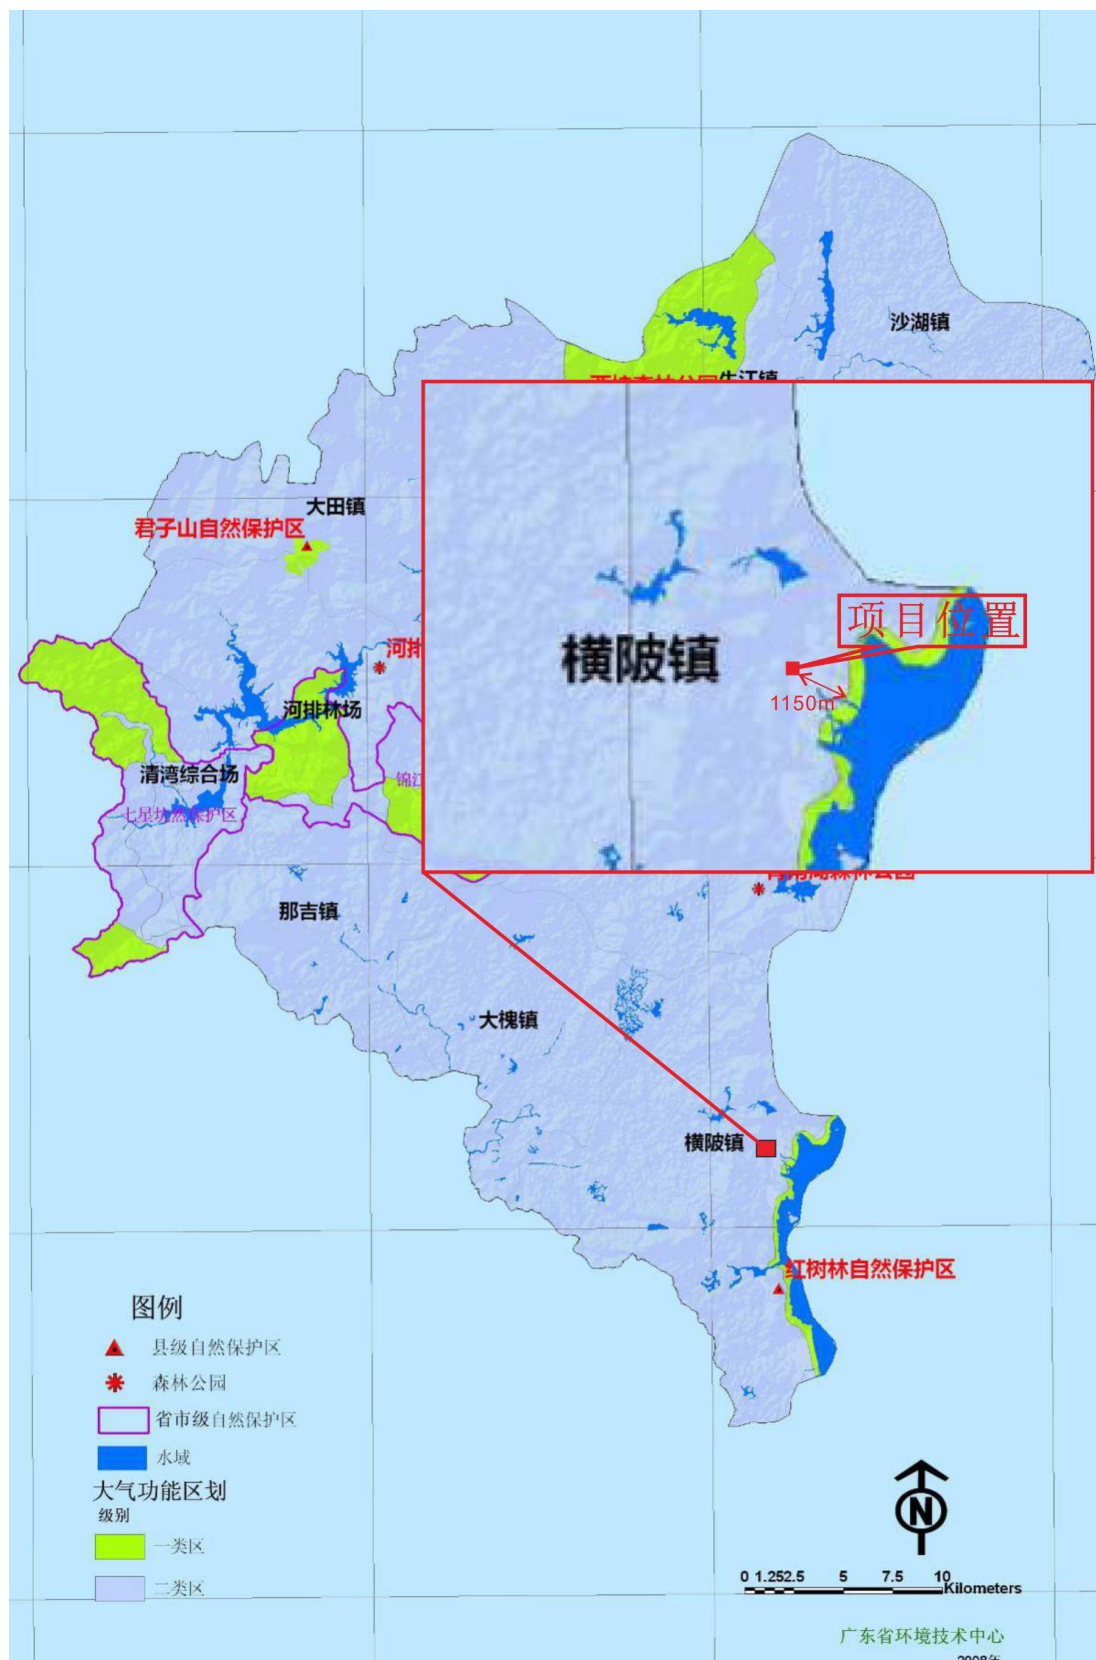 沙湖镇
大田镇
君子山自然保护区
横陂镇
项目位置
1150m
河排
河排林场
锦江
清湾综合场
七星坑然保护区
那吉镇
大槐镇
横陂镇
红树林自然保护区
图例
县级自然保护区
森林公园
省市级自然保护区
水域
大气功能区划
级别
一类区
二类区
N
0 1.25 2.5 5 7.5 10
Kilometers
广东省环境技术中心